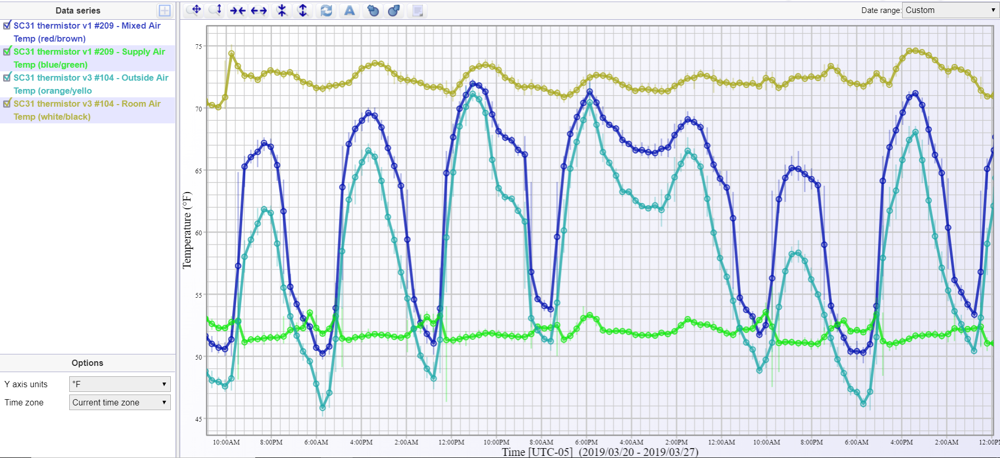 Data series
SC31 thermistor v1 #209 - Mixed Air
Temp (red/brown)
SC31 thermistor v1 #209 - Supply Air
Temp (blue/green)
SC31 thermistor v3 #104 - Outside Air
Temp (orange/yello
SC31 thermistor v3 #104 - Room Air
Temp (white/black)
Options
Y axis units °F
Time zone Current time zone
A
Date range: Custom
Temperature (°F)
75
70
65
60
55
50
45
10:00AM 8:00PM 6:00AM 4:00PM 2:00AM 12:00PM 10:00PM 8:00AM 6:00PM 4:00AM 2:00PM 12:00AM 10:00AM 8:00PM 6:00AM 4:00PM 2:00AM 12:00P
Time [UTC-05] (2019/03/20 - 2019/03/27)